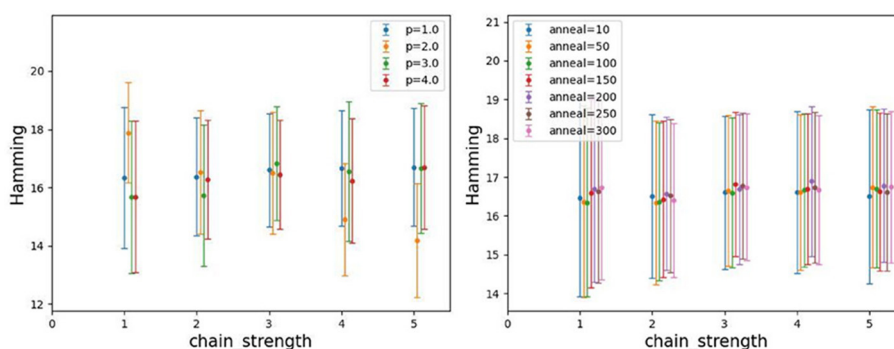 Hamming
20
18
16
14
12
0
1
2
3
4
5
chain strength
p=1.0
p=2.0
p=3.0
p=4.0
Hamming
21
20
19
18
17
16
15
14
0
1
2
3
4
5
chain strength
anneal=10
anneal=50
anneal=100
anneal=150
anneal=200
anneal=250
anneal=300